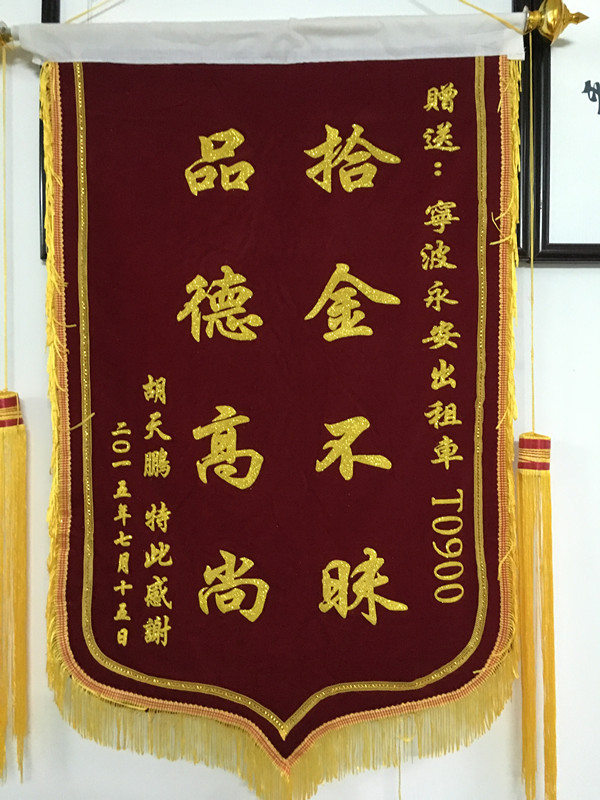 贈送：寧波永安出租車 T0900
拾金不昧
品德高尚
胡天鵬 特此感謝
二〇一五年七月十五日